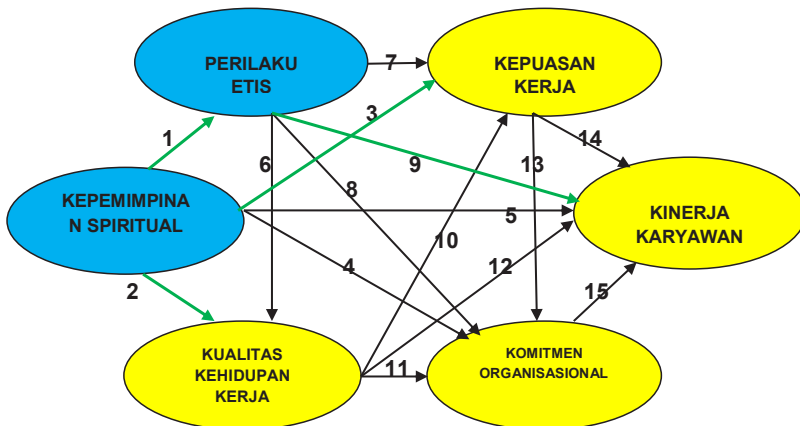 PERILAKU
ETIS
7
KEPUASAN
KERJA
3
1
14
6
9
13
8
KEPEMIMPINA
N SPIRITUAL
5
KINERJA
KARYAWAN
10
4
12
2
15
KUALITAS
KEHIDUPAN
KERJA
11
KOMITMEN
ORGANISASIONAL